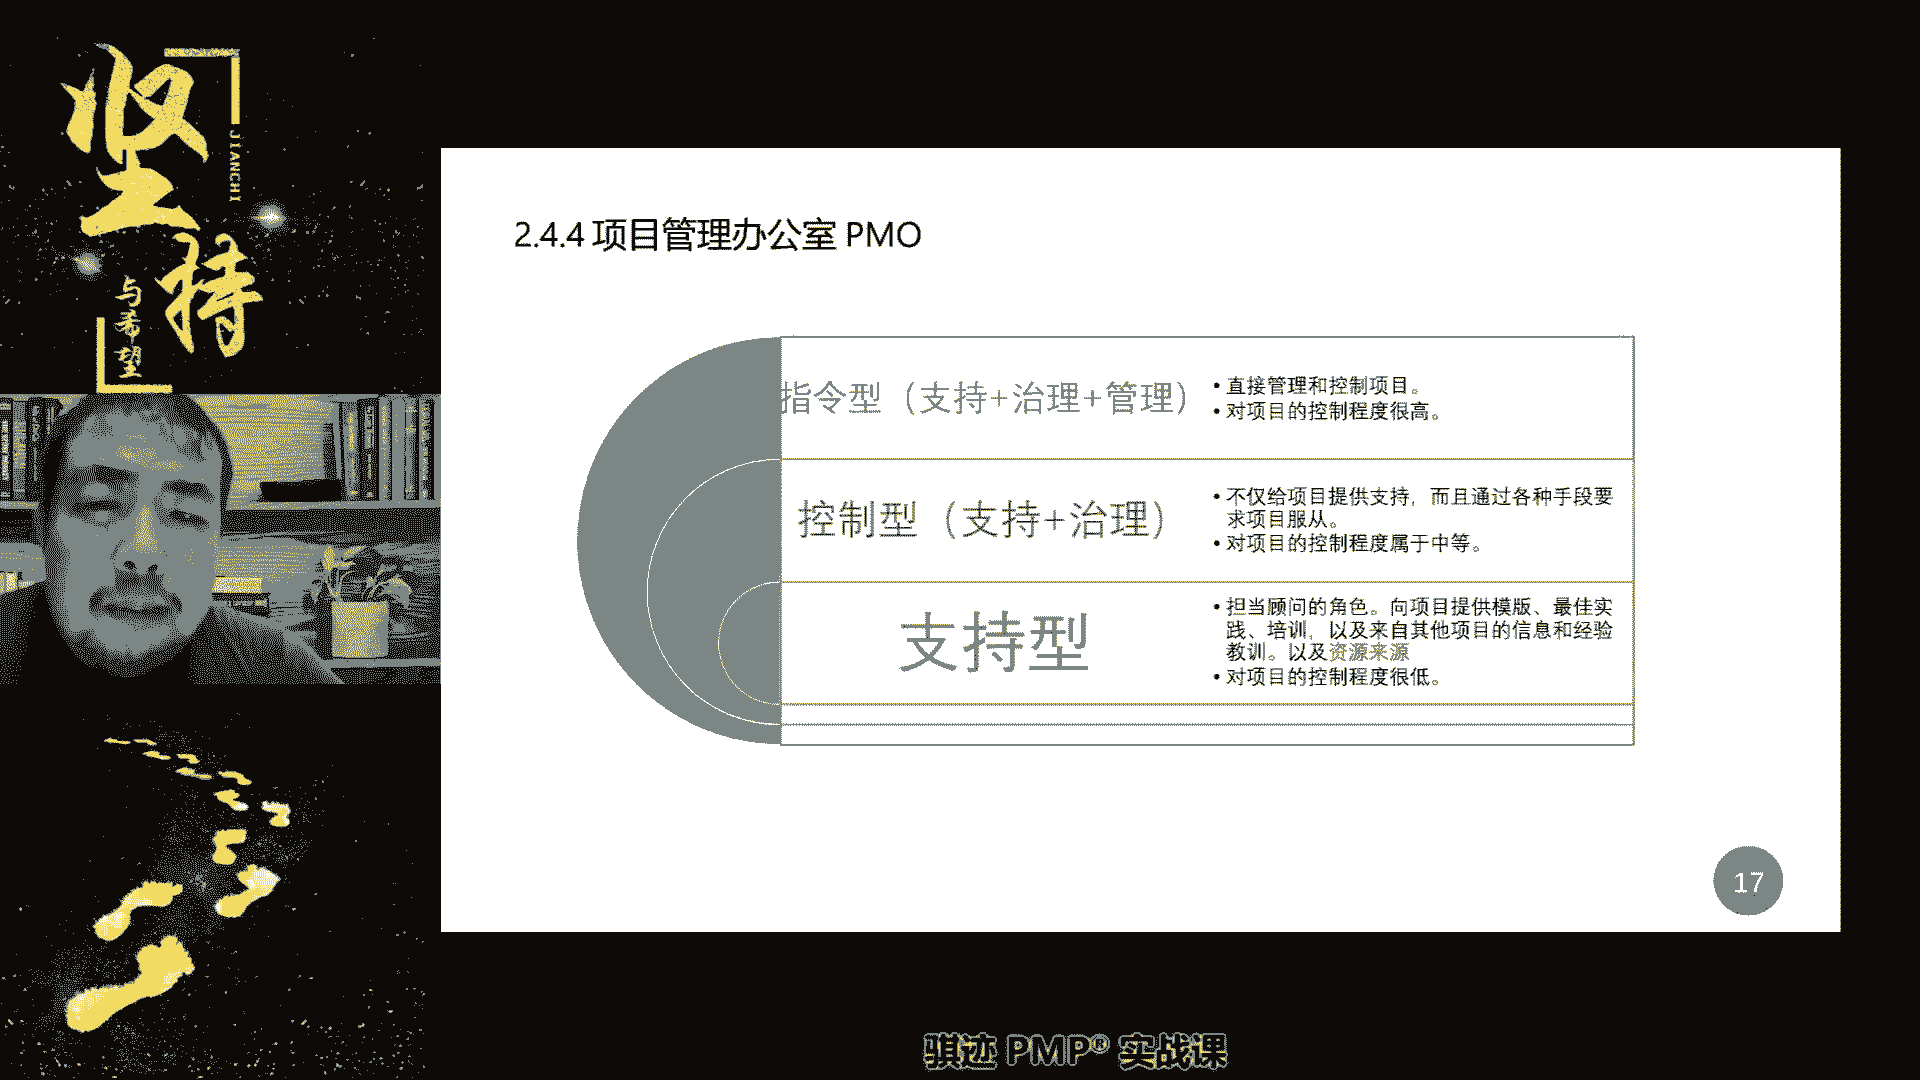 坚持
JIANCHI
与希望
2.4.4 项目管理办公室 PMO
指令型（支持+治理+管理）
• 直接管理和控制项目。
• 对项目的控制程度很高。
控制型（支持+治理）
• 不仅给项目提供支持，而且通过各种手段要
求项目服从。
• 对项目的控制程度属于中等。
支持型
• 担当顾问的角色。向项目提供模版、最佳实
践、培训，以及来自其他项目的信息和经验
教训。以及资源来源
• 对项目的控制程度很低。
17
骐迹 PMP® 实战课